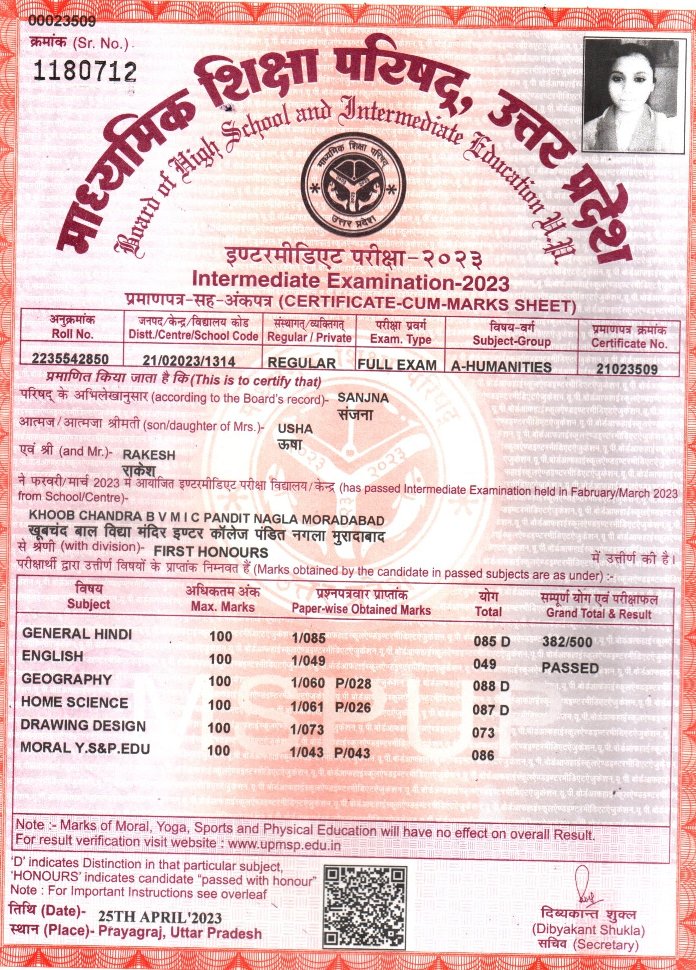 00023509
क्रमांक (Sr. No.)
1180712
माध्यमिक शिक्षा परिषद्, उत्तर प्रदेश
Board of High School and Intermediate Education U.P.
माध्यमिक शिक्षा परिषद
उत्तर प्रदेश
इण्टरमीडिएट परीक्षा-२०२३
Intermediate Examination-2023
प्रमाणपत्र-सह-अंकपत्र (CERTIFICATE-CUM-MARKS SHEET)
अनुक्रमांक जनपद/केन्द्र/विद्यालय कोड संस्थागत/व्यक्तिगत परीक्षा प्रवर्ग विषय-वर्ग प्रमाणपत्र क्रमांक
Roll No. Distt./Centre/School Code Regular / Private Exam. Type Subject-Group Certificate No.
2235542850 21/02023/1314 REGULAR FULL EXAM A-HUMANITIES 21023509
प्रमाणित किया जाता है कि (This is to certify that)
परिषद् के अभिलेखानुसार (according to the Board's record)- SANJNA
संजना
आत्मज/आत्मजा श्रीमती (son/daughter of Mrs.)- USHA
ऊषा
एवं श्री (and Mr.)- RAKESH
राकेश
ने फरवरी/मार्च 2023 में आयोजित इण्टरमीडिएट परीक्षा विद्यालय/केन्द्र (has passed Intermediate Examination held in Fabruary/March 2023
from School/Centre)-
KHOOB CHANDRA B V M I C PANDIT NAGLA MORADABAD
खूबचंद बाल विद्या मंदिर इण्टर कॉलेज पंडित नगला मुरादाबाद
से श्रेणी (with division)- FIRST HONOURS में उत्तीर्ण की है।
परीक्षार्थी द्वारा उत्तीर्ण विषयों के प्राप्तांक निम्नवत हैं (Marks obtained by the candidate in passed subjects are as under) :-
विषय अधिकतम अंक प्रश्नपत्रवार प्राप्तांक योग सम्पूर्ण योग एवं परीक्षाफल
Subject Max. Marks Paper-wise Obtained Marks Total Grand Total & Result
GENERAL HINDI 100 1/085 085 D 382/500
ENGLISH 100 1/049 049 PASSED
GEOGRAPHY 100 1/060 P/028 088 D
HOME SCIENCE 100 1/061 P/026 087 D
DRAWING DESIGN 100 1/073 073
MORAL Y.S&P.EDU 100 1/043 P/043 086
MSPUP
Note :- Marks of Moral, Yoga, Sports and Physical Education will have no effect on overall Result.
For result verification visit website : www.upmsp.edu.in
'D' indicates Distinction in that particular subject,
'HONOURS' indicates candidate "passed with honour"
Note : For Important Instructions see overleaf
तिथि (Date)- 25TH APRIL'2023
स्थान (Place)- Prayagraj, Uttar Pradesh
दिव्यकान्त शुक्ल
(Dibyakant Shukla)
सचिव (Secretary)